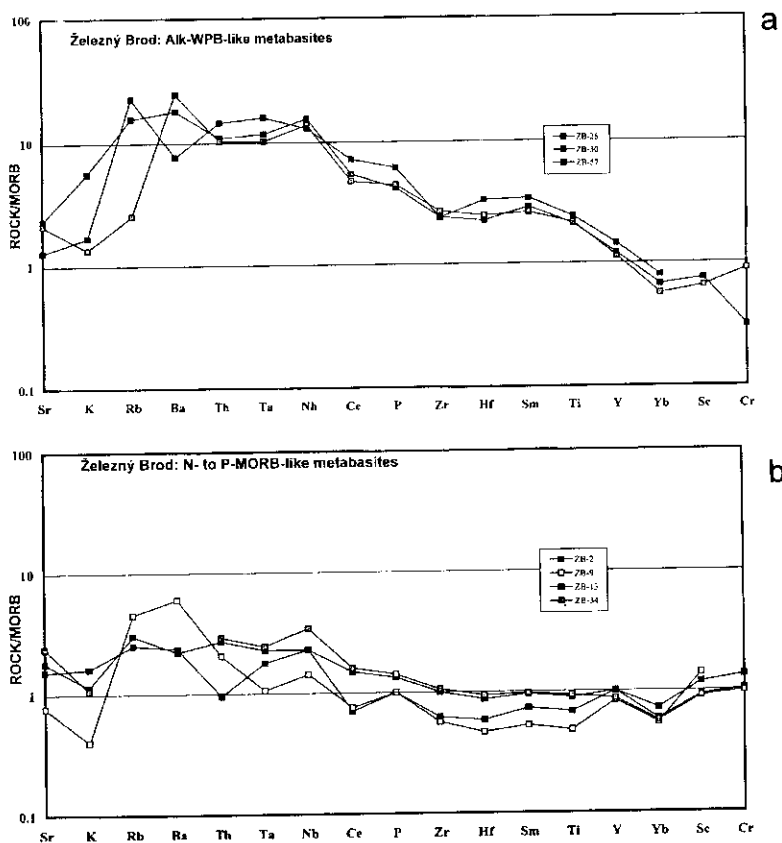 a
100
Železný Brod: Alk-WPB-like metabasites
10
ROCK/MORB
1
0.1
ZB-26
ZB-30
ZB-57
Sr K Rb Ba Th Ta Nb Ce P Zr Hf Sm Ti Y Yb Sc Cr
b
100
Železný Brod: N- to P-MORB-like metabasites
10
ROCK/MORB
1
0.1
ZB-2
ZB-9
ZB-13
ZB-34
Sr K Rb Ba Th Ta Nb Ce P Zr Hf Sm Ti Y Yb Sc Cr